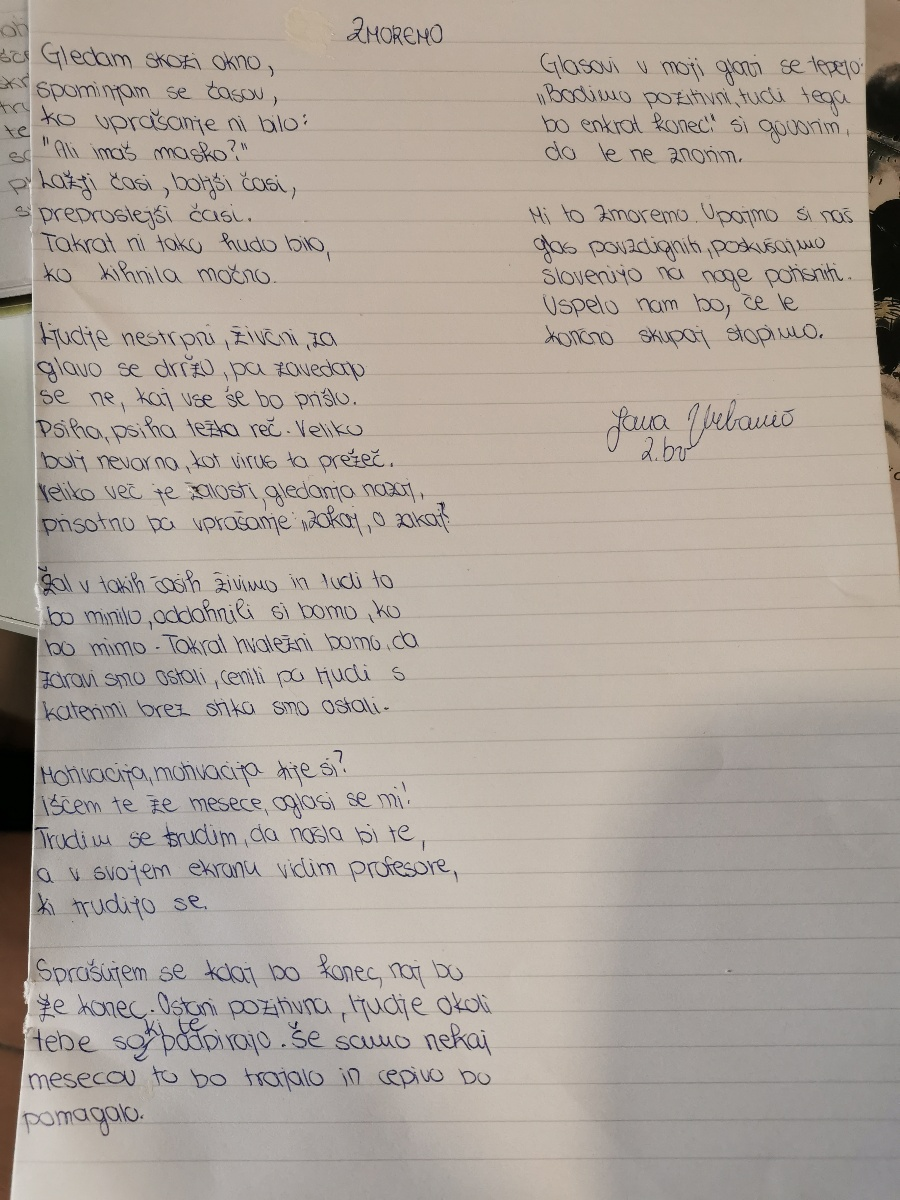 ZMOREMO
Gledam skozi okno,
spominjam se časov,
ko vprašanje ni bilo:
"Ali imaš masko?"
Lažji časi, boljši časi,
preproslejši časi.
Takrat ni tako hudo bilo,
ko kihnila močno.
Ljudje nestrpni, živčni, za
glavo se držo, pa zavedajo
se ne, kaj vse še bo prišlo.
Psiha, psiha težka reč. Veliko
bolj nevarna, kot virus ta prežeč.
Veliko več je žalosti, gledanja nazaj,
prisotno pa vprašanje: „zakaj, o zakaj?"
Žal v takih časih živimo in tudi to
bo minilo, oddahnili si bomo, ko
bo mimo. Takrat hvaležni bomo, da
zdravi smo ostali, cenili pa ljudi s
katerimi brez stika smo ostali.
Motivacija, motivacija kje si?
Iščem te že mesece, oglasi se mi!
Trudim se trudim, da našla bi te,
a v svojem ekranu vidim profesore,
ki trudijo se.
Sprašujem se kdaj bo konec, naj bo
že konec. Ostani pozitivna, ljudje okoli
tebe so, ki te podpirajo. Še samo nekaj
mesecov to bo trajalo in cepivo bo
pomagalo.
Glasovi v moji glavi se tepejo:
„Bodimo pozitivni, tudi tega
bo enkrat konec!" si govorim,
da le ne znorim.
Mi to zmoremo. Upajmo si naš
glas povzdigniti, poskušajmo
Slovenijo na noge porisniti.
Uspelo nam bo, če le
končno skupaj stopimo.
Jana Urbanič
2. bv